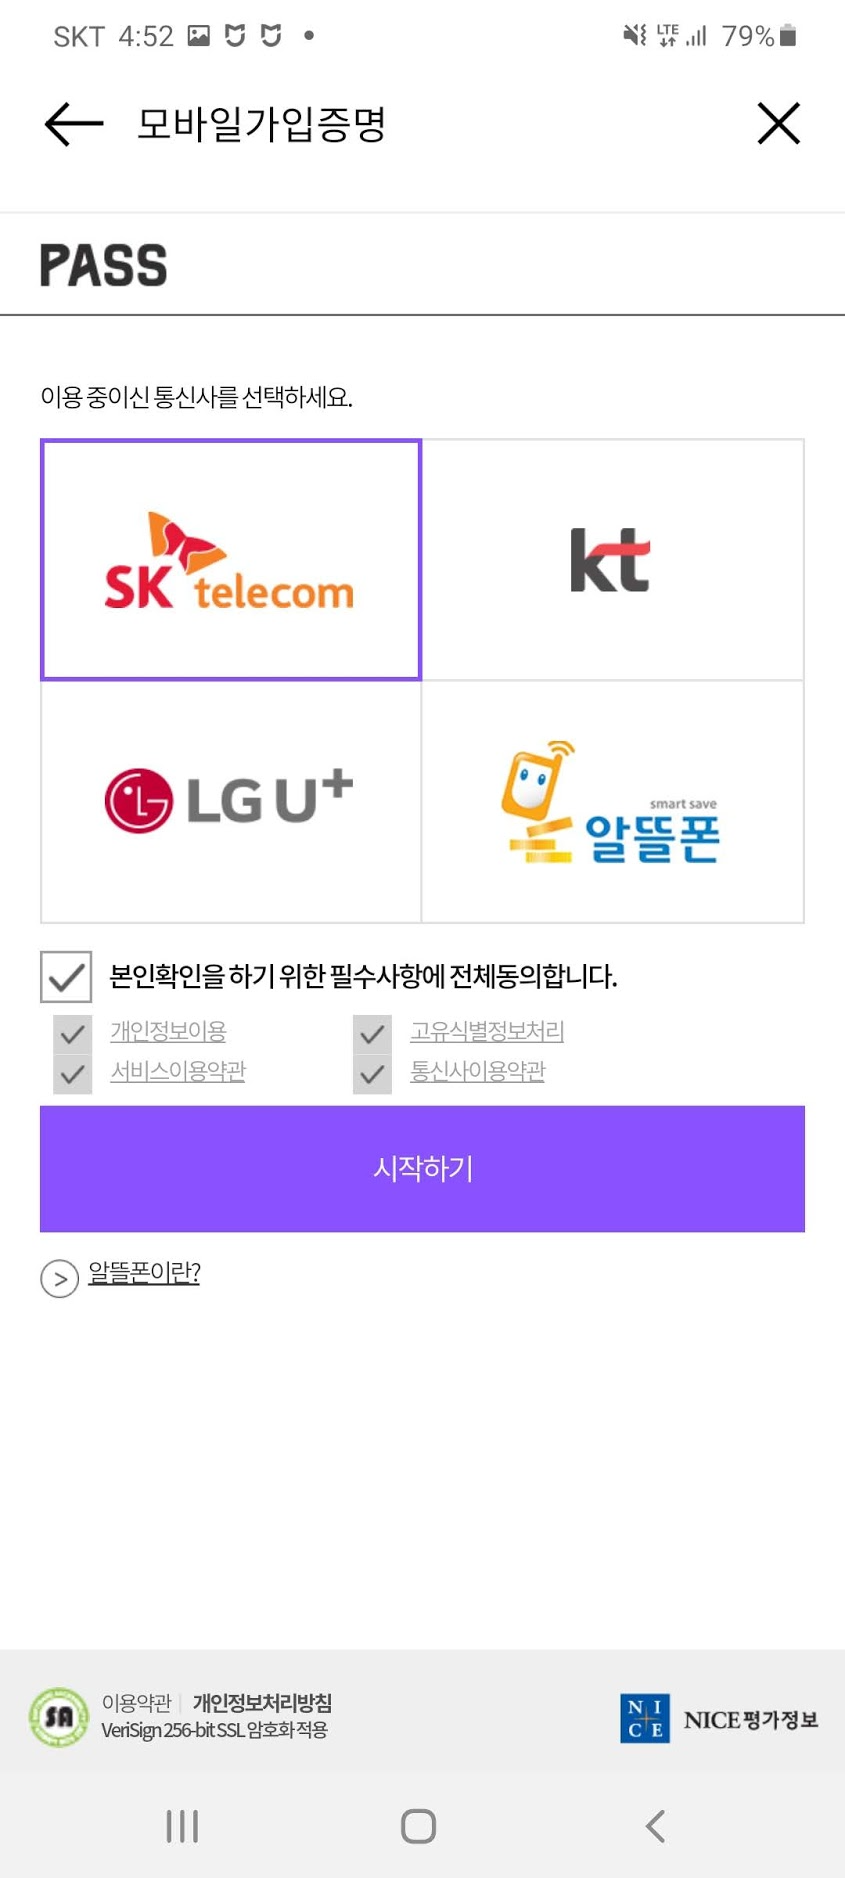 SKT 4:52 LTE 79%
모바일가입증명
PASS
이용 중이신 통신사를 선택하세요.
SK telecom
kt
LG U+
smart save
알뜰폰
본인확인을 하기 위한 필수사항에 전체동의합니다.
개인정보이용 고유식별정보처리
서비스이용약관 통신사이용약관
시작하기
> 알뜰폰이란?
이용약관 | 개인정보처리방침
VeriSign 256-bit SSL 암호화 적용
SA
NICE
NICE평가정보